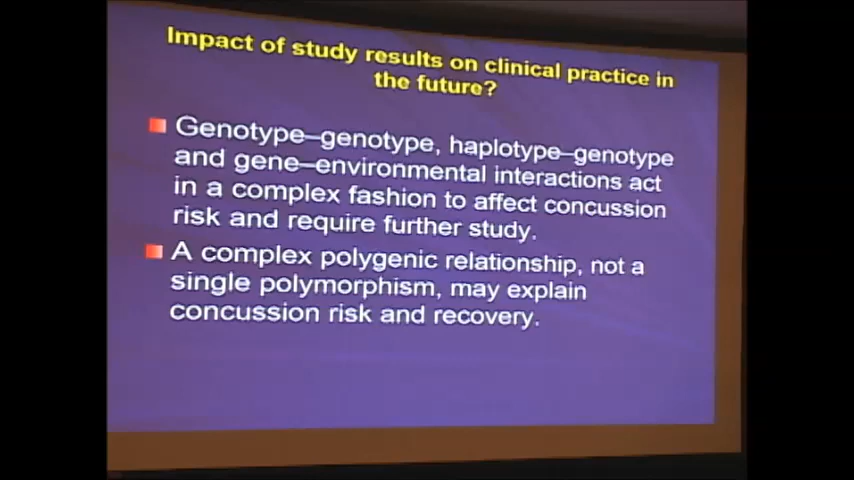 Impact of study results on clinical practice in
the future?
Genotype–genotype, haplotype–genotype
and gene–environmental interactions act
in a complex fashion to affect concussion
risk and require further study.
A complex polygenic relationship, not a
single polymorphism, may explain
concussion risk and recovery.